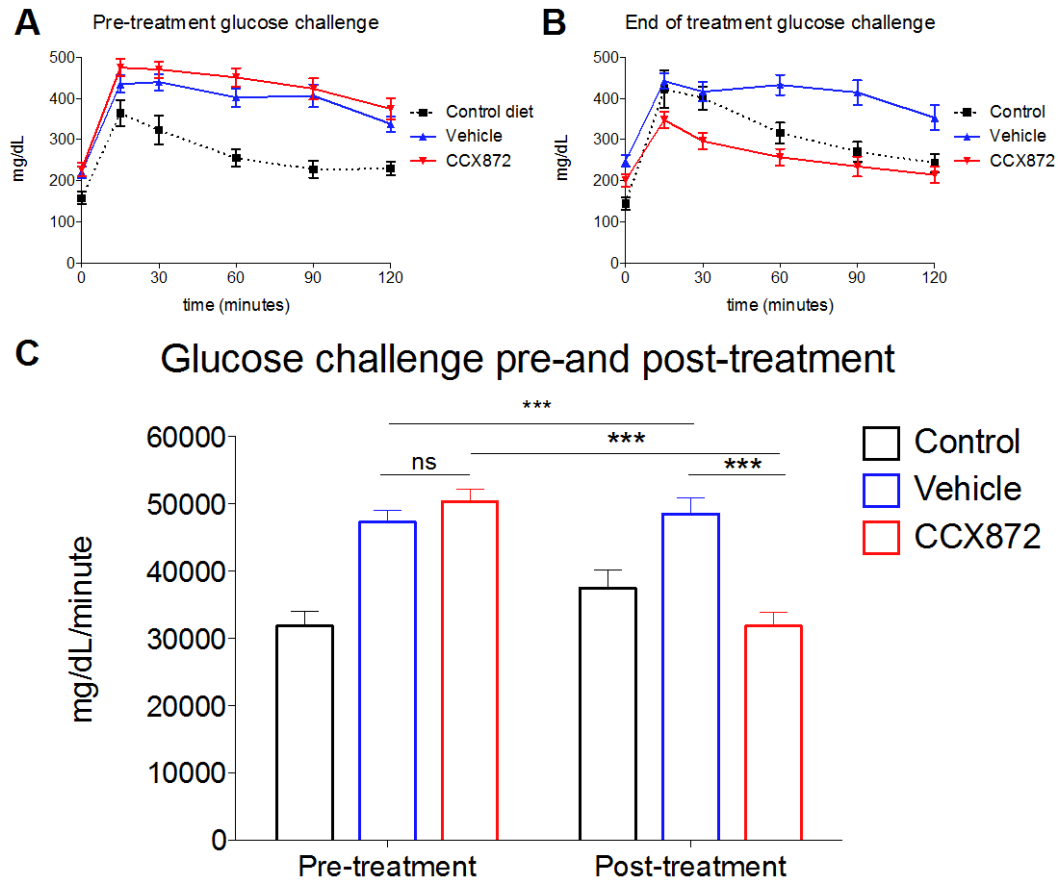 A
Pre-treatment glucose challenge
500
400
300
200
100
0
mg/dL
0 30 60 90 120
time (minutes)
Control diet
Vehicle
CCX872
B
End of treatment glucose challenge
500
400
300
200
100
0
mg/dL
0 30 60 90 120
time (minutes)
Control
Vehicle
CCX872
C
Glucose challenge pre-and post-treatment
60000
50000
40000
30000
20000
10000
0
mg/dL/minute
***
***
ns
***
Pre-treatment Post-treatment
Control
Vehicle
CCX872